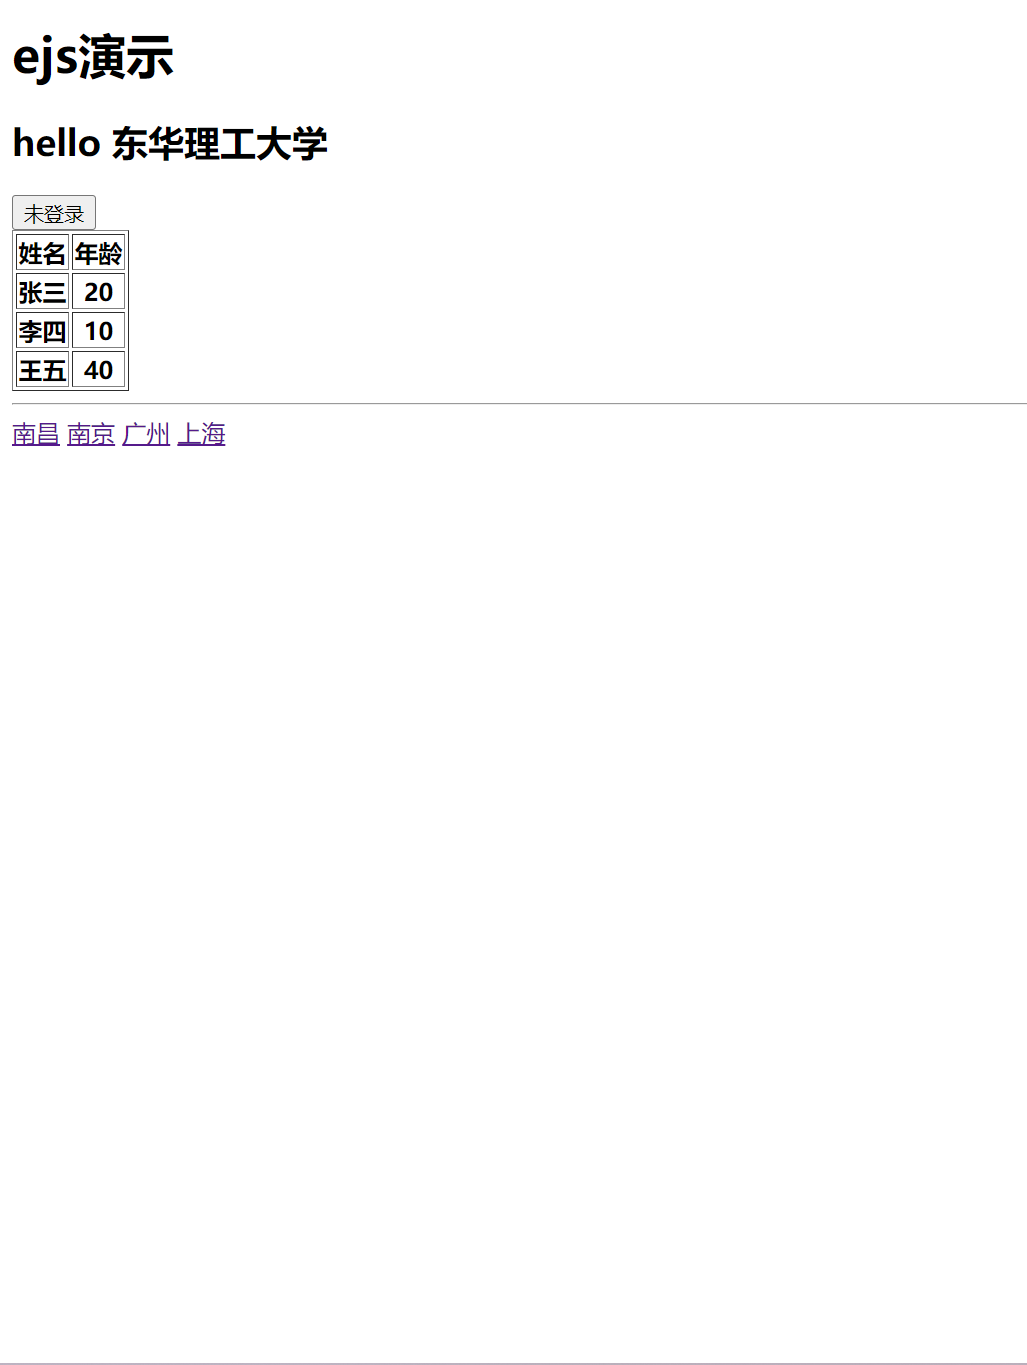 ejs演示
hello 东华理工大学
未登录
姓名 年龄
张三 20
李四 10
王五 40
南昌 南京 广州 上海